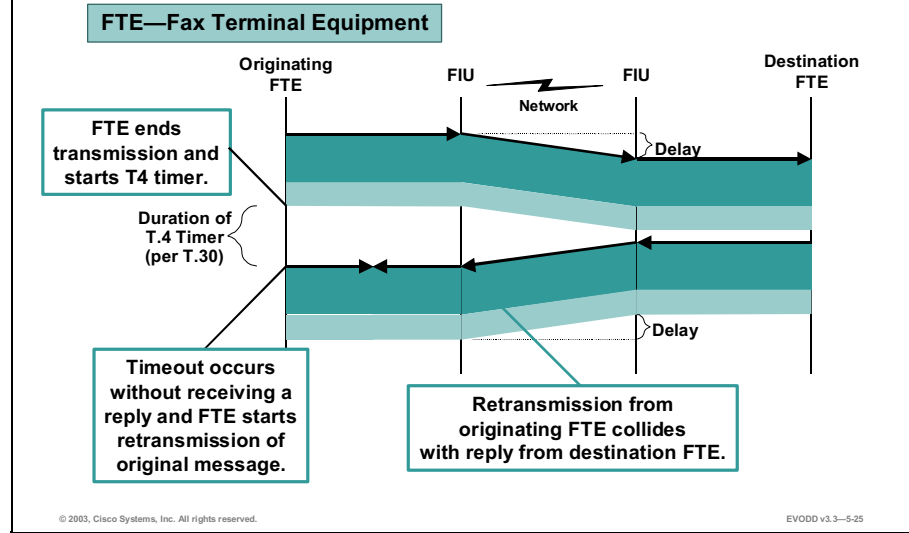 FTE—Fax Terminal Equipment
Originating
FTE
FIU
FIU
Destination
FTE
Network
FTE ends
transmission and
starts T4 timer.
Delay
Duration of
T.4 Timer
(per T.30)
Delay
Timeout occurs
without receiving a
reply and FTE starts
retransmission of
original message.
Retransmission from
originating FTE collides
with reply from destination FTE.
© 2003, Cisco Systems, Inc. All rights reserved.
EVODD v3.3—5-25